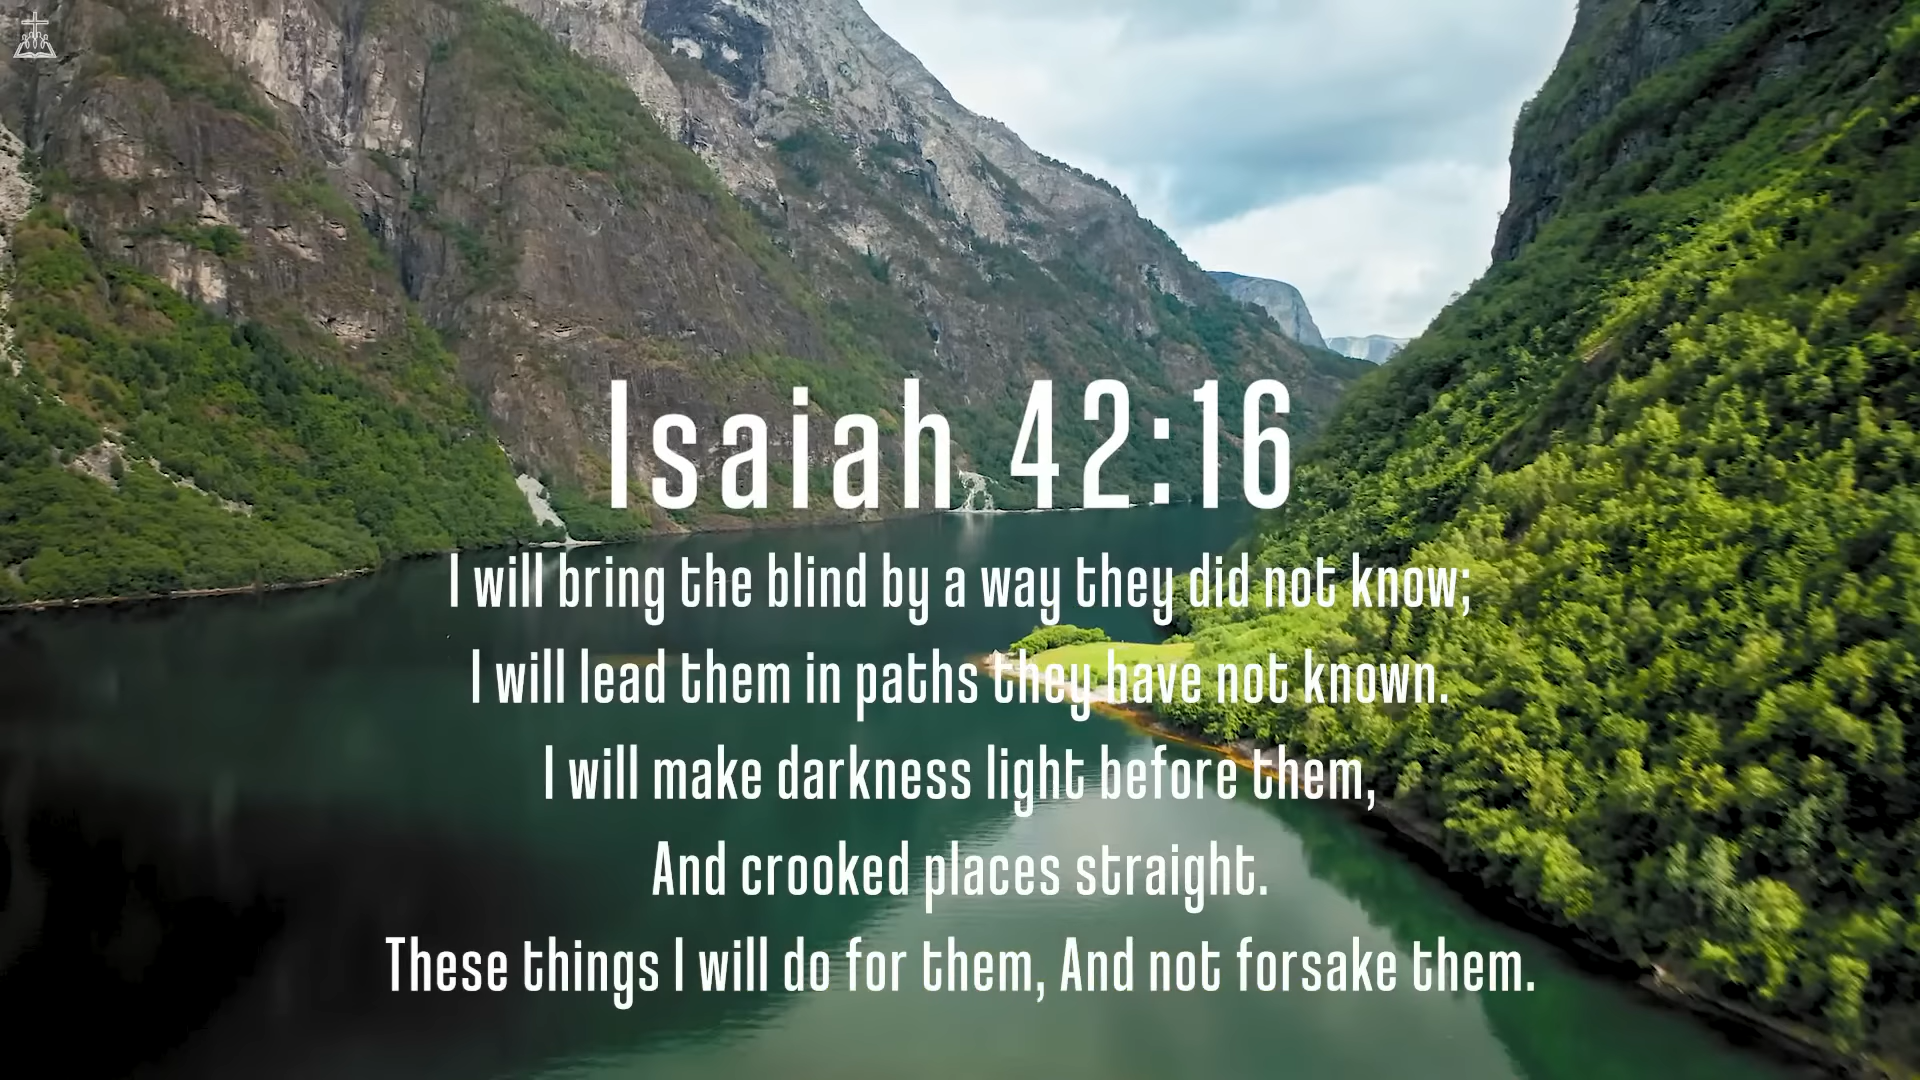 Isaiah 42:16
I will bring the blind by a way they did not know;
I will lead them in paths they have not known.
I will make darkness light before them,
And crooked places straight.
These things I will do for them, And not forsake them.